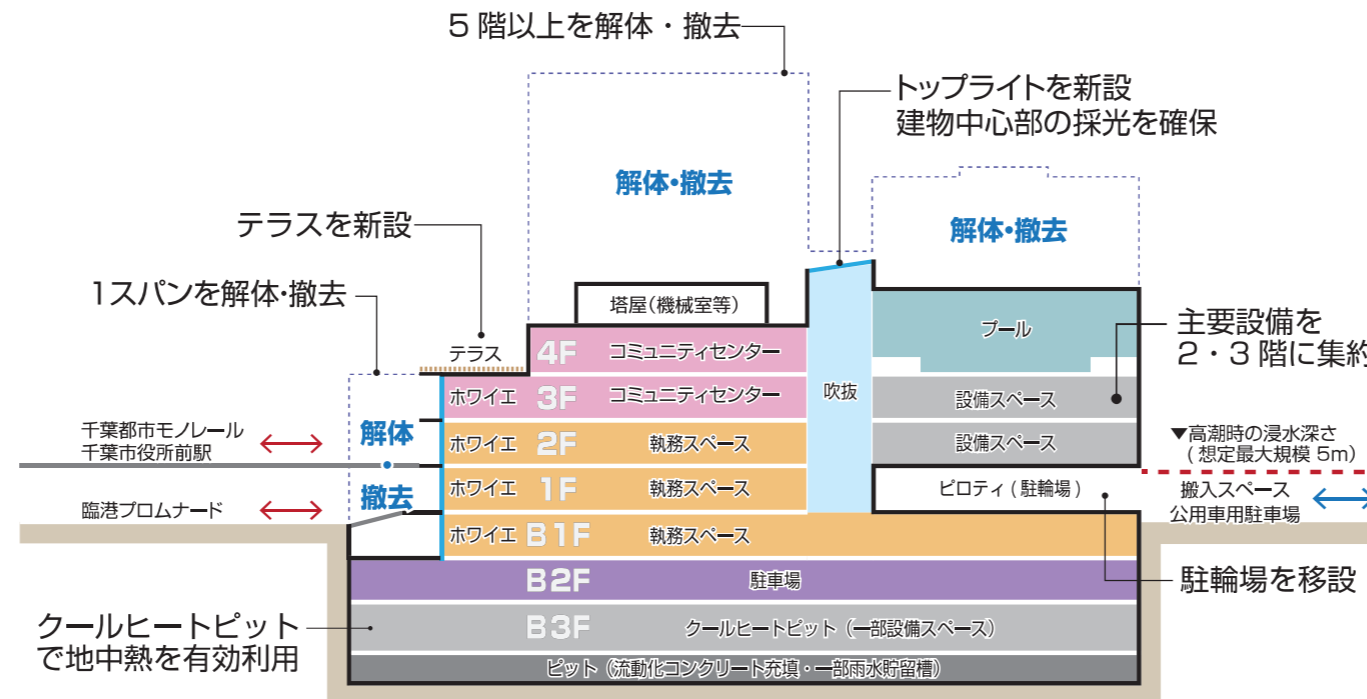 5 階以上を解体・撤去
トップライトを新設
建物中心部の採光を確保
解体・撤去
解体・撤去
テラスを新設
1スパンを解体・撤去
塔屋(機械室等)
プール
主要設備を
2・3 階に集約
テラス
4F コミュニティセンター
ホワイエ 3F コミュニティセンター
吹抜
設備スペース
千葉都市モノレール
千葉市役所前駅
解体
ホワイエ 2F 執務スペース
設備スペース
▼高潮時の浸水深さ
( 想定最大規模 5m)
撤去
ホワイエ 1F 執務スペース
ピロティ ( 駐輪場 )
搬入スペース
公用車用駐車場
臨港プロムナード
ホワイエ B1F 執務スペース
B2F 駐車場
駐輪場を移設
クールヒートピット
で地中熱を有効利用
B3F クールヒートピット (一部設備スペース)
ピット (流動化コンクリート充填・一部雨水貯留槽)